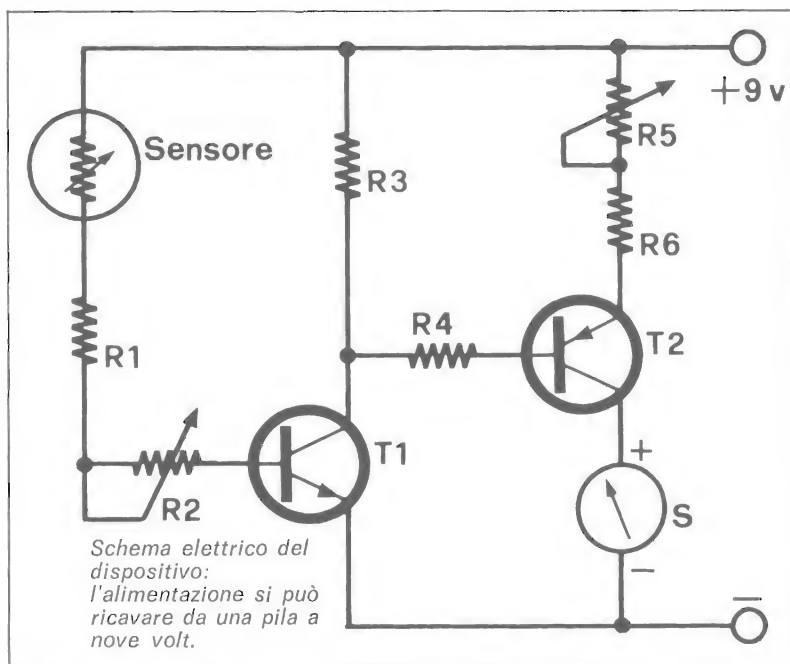 +9 v
Sensore
R5
R3
R6
R1
R4
T2
T1
+
R2
S
Schema elettrico del
dispositivo:
l'alimentazione si può
ricavare da una pila a
nove volt.
−
−